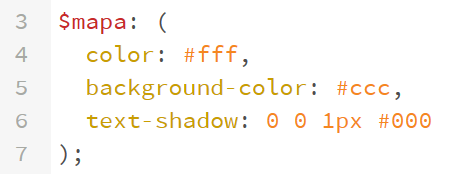 3 $mapa: (
4   color: #fff,
5   background-color: #ccc,
6   text-shadow: 0 0 1px #000
7 );